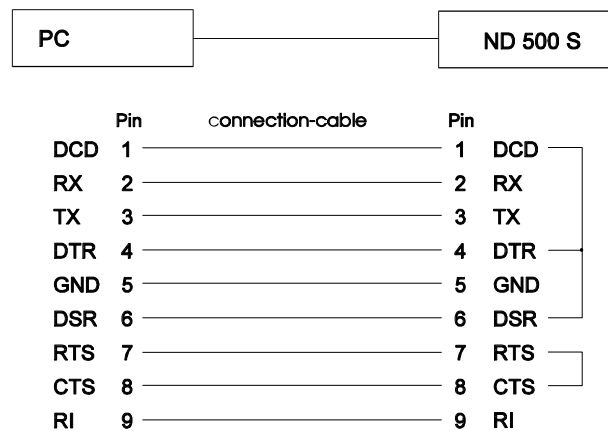 PC ND 500 S
Pin connection-cable Pin
DCD 1 1 DCD
RX 2 2 RX
TX 3 3 TX
DTR 4 4 DTR
GND 5 5 GND
DSR 6 6 DSR
RTS 7 7 RTS
CTS 8 8 CTS
RI 9 9 RI